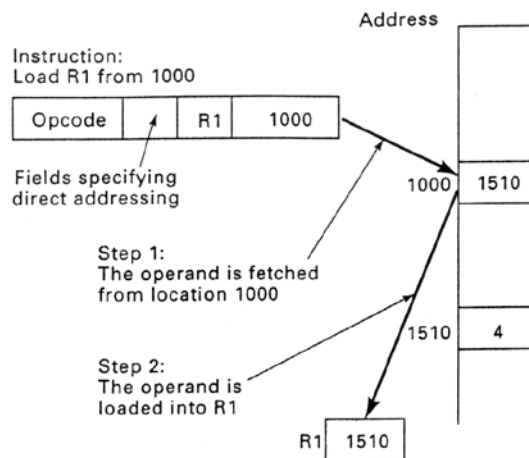 Address
Instruction:
Load R1 from 1000
Opcode R1 1000
Fields specifying
direct addressing
1000 1510
Step 1:
The operand is fetched
from location 1000
1510 4
Step 2:
The operand is
loaded into R1
R1 1510